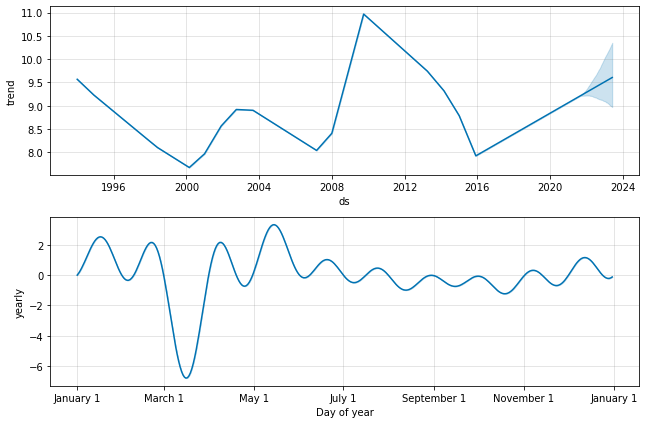 11.0
10.5
10.0
9.5
9.0
8.5
8.0
trend
1996 2000 2004 2008 2012 2016 2020 2024
ds
2
0
−2
−4
−6
yearly
January 1 March 1 May 1 July 1 September 1 November 1 January 1
Day of year